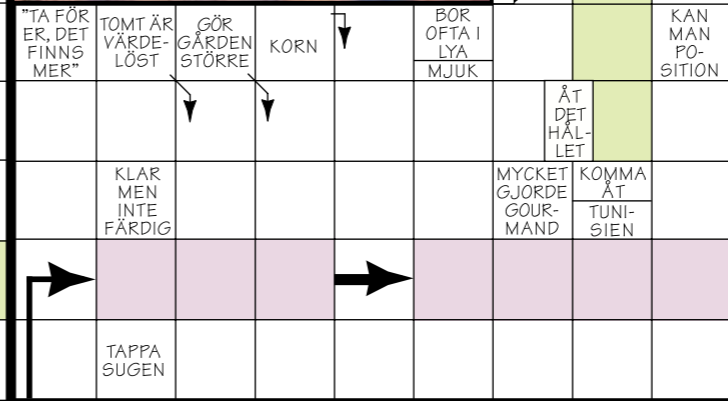 "TA FÖR
ER, DET
FINNS
MER"
TOMT ÄR
VÄRDE-
LÖST
GÖR
GÅRDEN
STÖRRE
KORN
BOR
OFTA I
LYA
MJUK
KAN
MAN
PO-
SITION
ÅT
DET
HÅL-
LET
KLAR
MEN
INTE
FÄRDIG
MYCKET
GJORDE
GOUR-
MAND
KOMMA
ÅT
TUNI-
SIEN
TAPPA
SUGEN